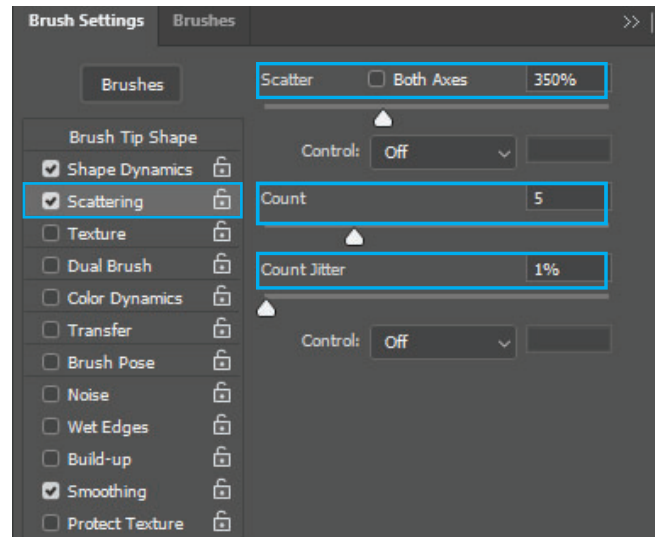 Brush Settings Brushes >>
Brushes
Brush Tip Shape
Shape Dynamics
Scattering
Texture
Dual Brush
Color Dynamics
Transfer
Brush Pose
Noise
Wet Edges
Build-up
Smoothing
Protect Texture
Scatter Both Axes 350%
Control: Off
Count 5
Count Jitter 1%
Control: Off